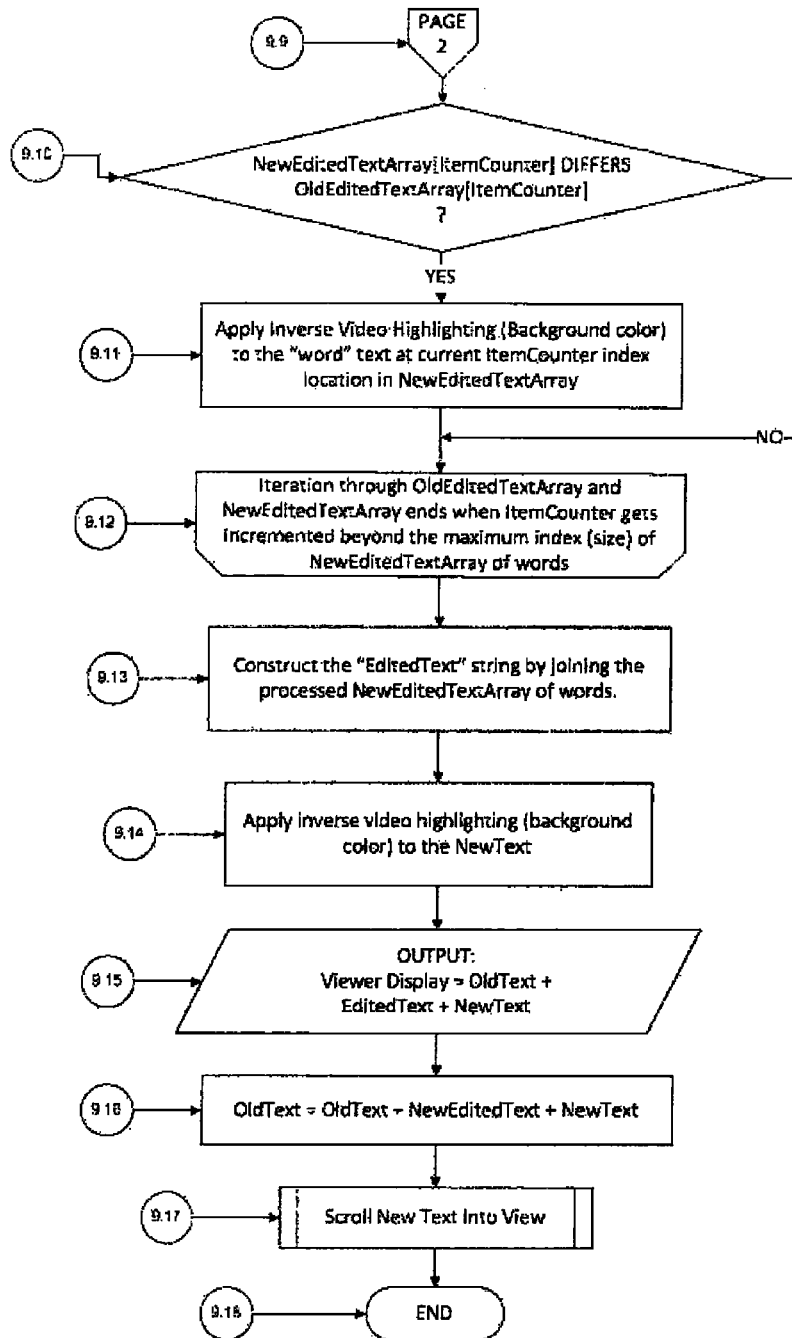 9.9
PAGE
2
9.10
NewEditedTextArray[ItemCounter] DIFFERS
OldEditedTextArray[ItemCounter]
?
YES
9.11
Apply Inverse Video Highlighting (Background color)
to the "word" text at current ItemCounter index
location in NewEditedTextArray
NO
9.12
Iteration through OldEditedTextArray and
NewEditedTextArray ends when ItemCounter gets
incremented beyond the maximum index (size) of
NewEditedTextArray of words
9.13
Construct the "EditedText" string by joining the
processed NewEditedTextArray of words.
9.14
Apply inverse video highlighting (background
color) to the NewText
9.15
OUTPUT:
Viewer Display = OldText +
EditedText + NewText
9.16
OldText = OldText + NewEditedText + NewText
9.17
Scroll New Text Into View
9.18
END